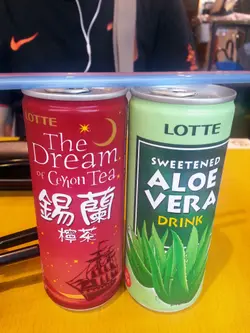 LOTTE
The
Dream
of Ceylon Tea
錫蘭
檸茶
LOTTE
SWEETENED
ALOE
VERA
DRINK